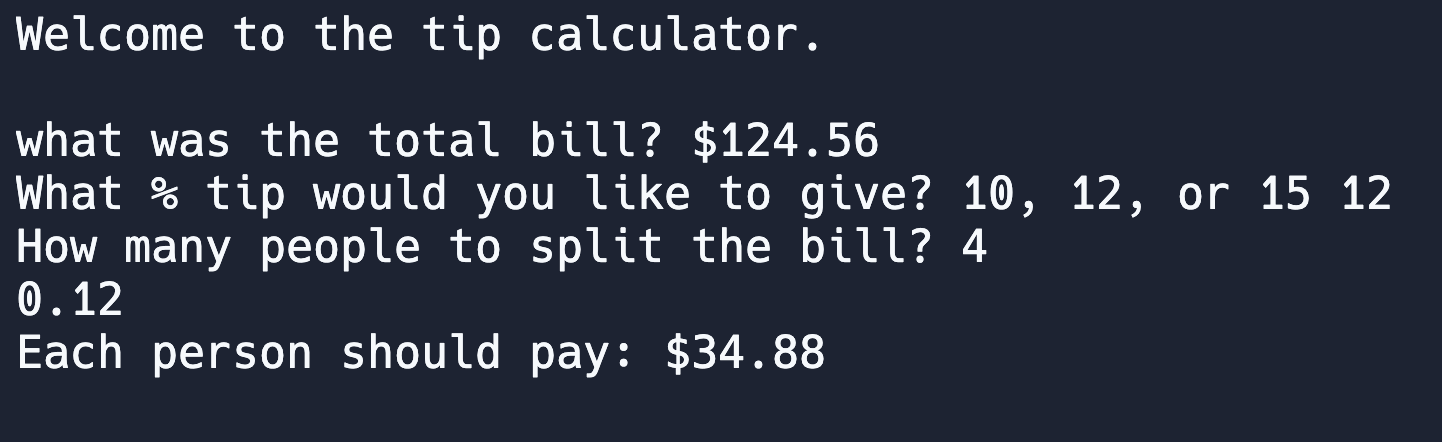 Welcome to the tip calculator.
what was the total bill? $124.56
What % tip would you like to give? 10, 12, or 15 12
How many people to split the bill? 4
0.12
Each person should pay: $34.88